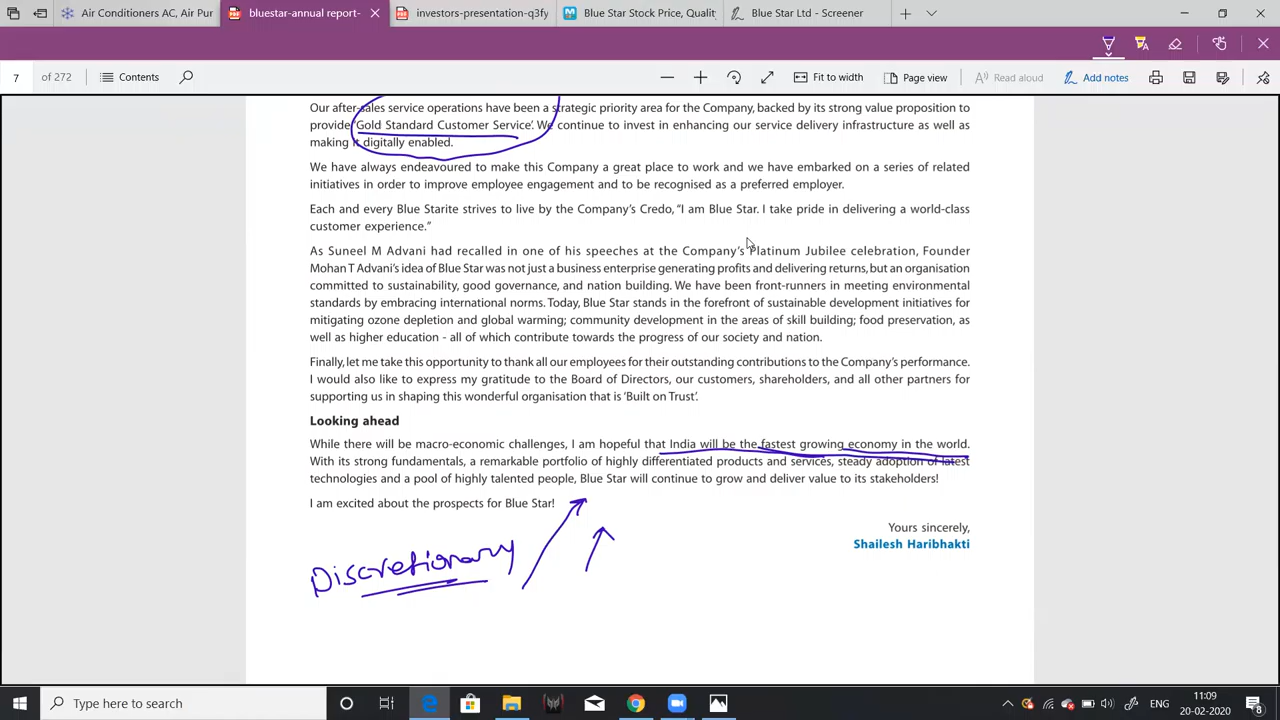 Air Conditioners AC, Air Pur
bluestar-annual report-
investors-presentation-q3fy
Blue Star Stock Price, Quality
Blue Star Ltd - Screener
7 of 272
Contents
Fit to width
Page view
Read aloud
Add notes
Our after-sales service operations have been a strategic priority area for the Company, backed by its strong value proposition to
provide 'Gold Standard Customer Service'. We continue to invest in enhancing our service delivery infrastructure as well as
making it digitally enabled.
We have always endeavoured to make this Company a great place to work and we have embarked on a series of related
initiatives in order to improve employee engagement and to be recognised as a preferred employer.
Each and every Blue Starite strives to live by the Company's Credo, "I am Blue Star. I take pride in delivering a world-class
customer experience."
As Suneel M Advani had recalled in one of his speeches at the Company's Platinum Jubilee celebration, Founder
Mohan T Advani's idea of Blue Star was not just a business enterprise generating profits and delivering returns, but an organisation
committed to sustainability, good governance, and nation building. We have been front-runners in meeting environmental
standards by embracing international norms. Today, Blue Star stands in the forefront of sustainable development initiatives for
mitigating ozone depletion and global warming; community development in the areas of skill building; food preservation, as
well as higher education - all of which contribute towards the progress of our society and nation.
Finally, let me take this opportunity to thank all our employees for their outstanding contributions to the Company's performance.
I would also like to express my gratitude to the Board of Directors, our customers, shareholders, and all other partners for
supporting us in shaping this wonderful organisation that is 'Built on Trust'.
Looking ahead
While there will be macro-economic challenges, I am hopeful that India will be the fastest growing economy in the world.
With its strong fundamentals, a remarkable portfolio of highly differentiated products and services, steady adoption of latest
technologies and a pool of highly talented people, Blue Star will continue to grow and deliver value to its stakeholders!
I am excited about the prospects for Blue Star!
Yours sincerely,
Shailesh Haribhakti
Discretionary
Type here to search
ENG
11:09
20-02-2020
8